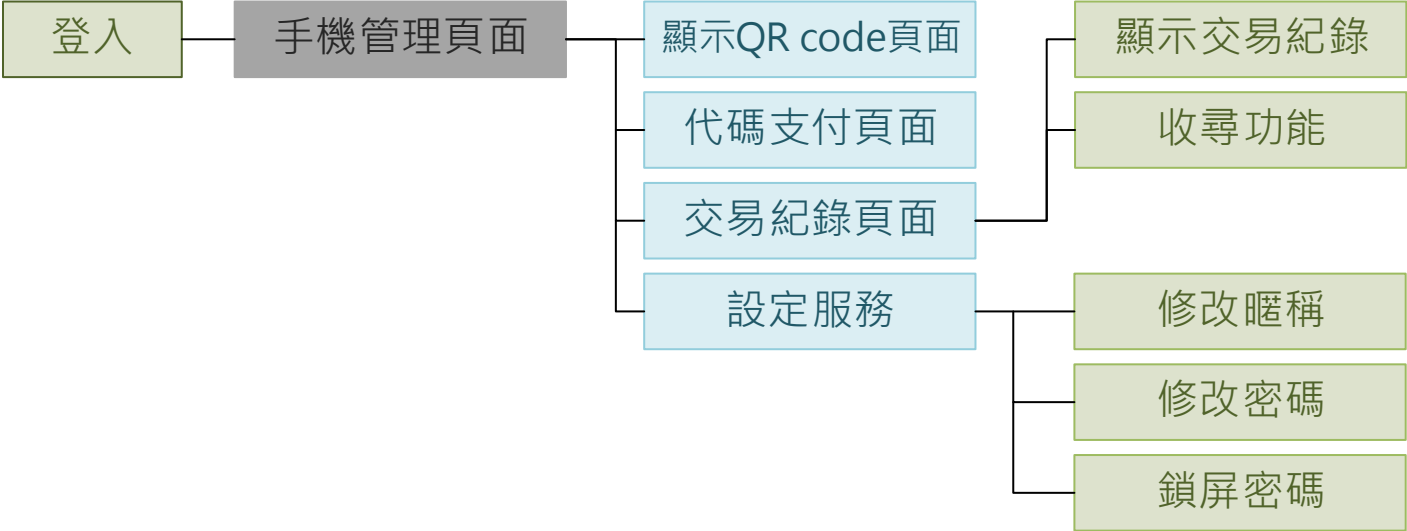 登入
手機管理頁面
顯示QR code頁面
代碼支付頁面
交易紀錄頁面
設定服務
顯示交易紀錄
收尋功能
修改暱稱
修改密碼
鎖屏密碼